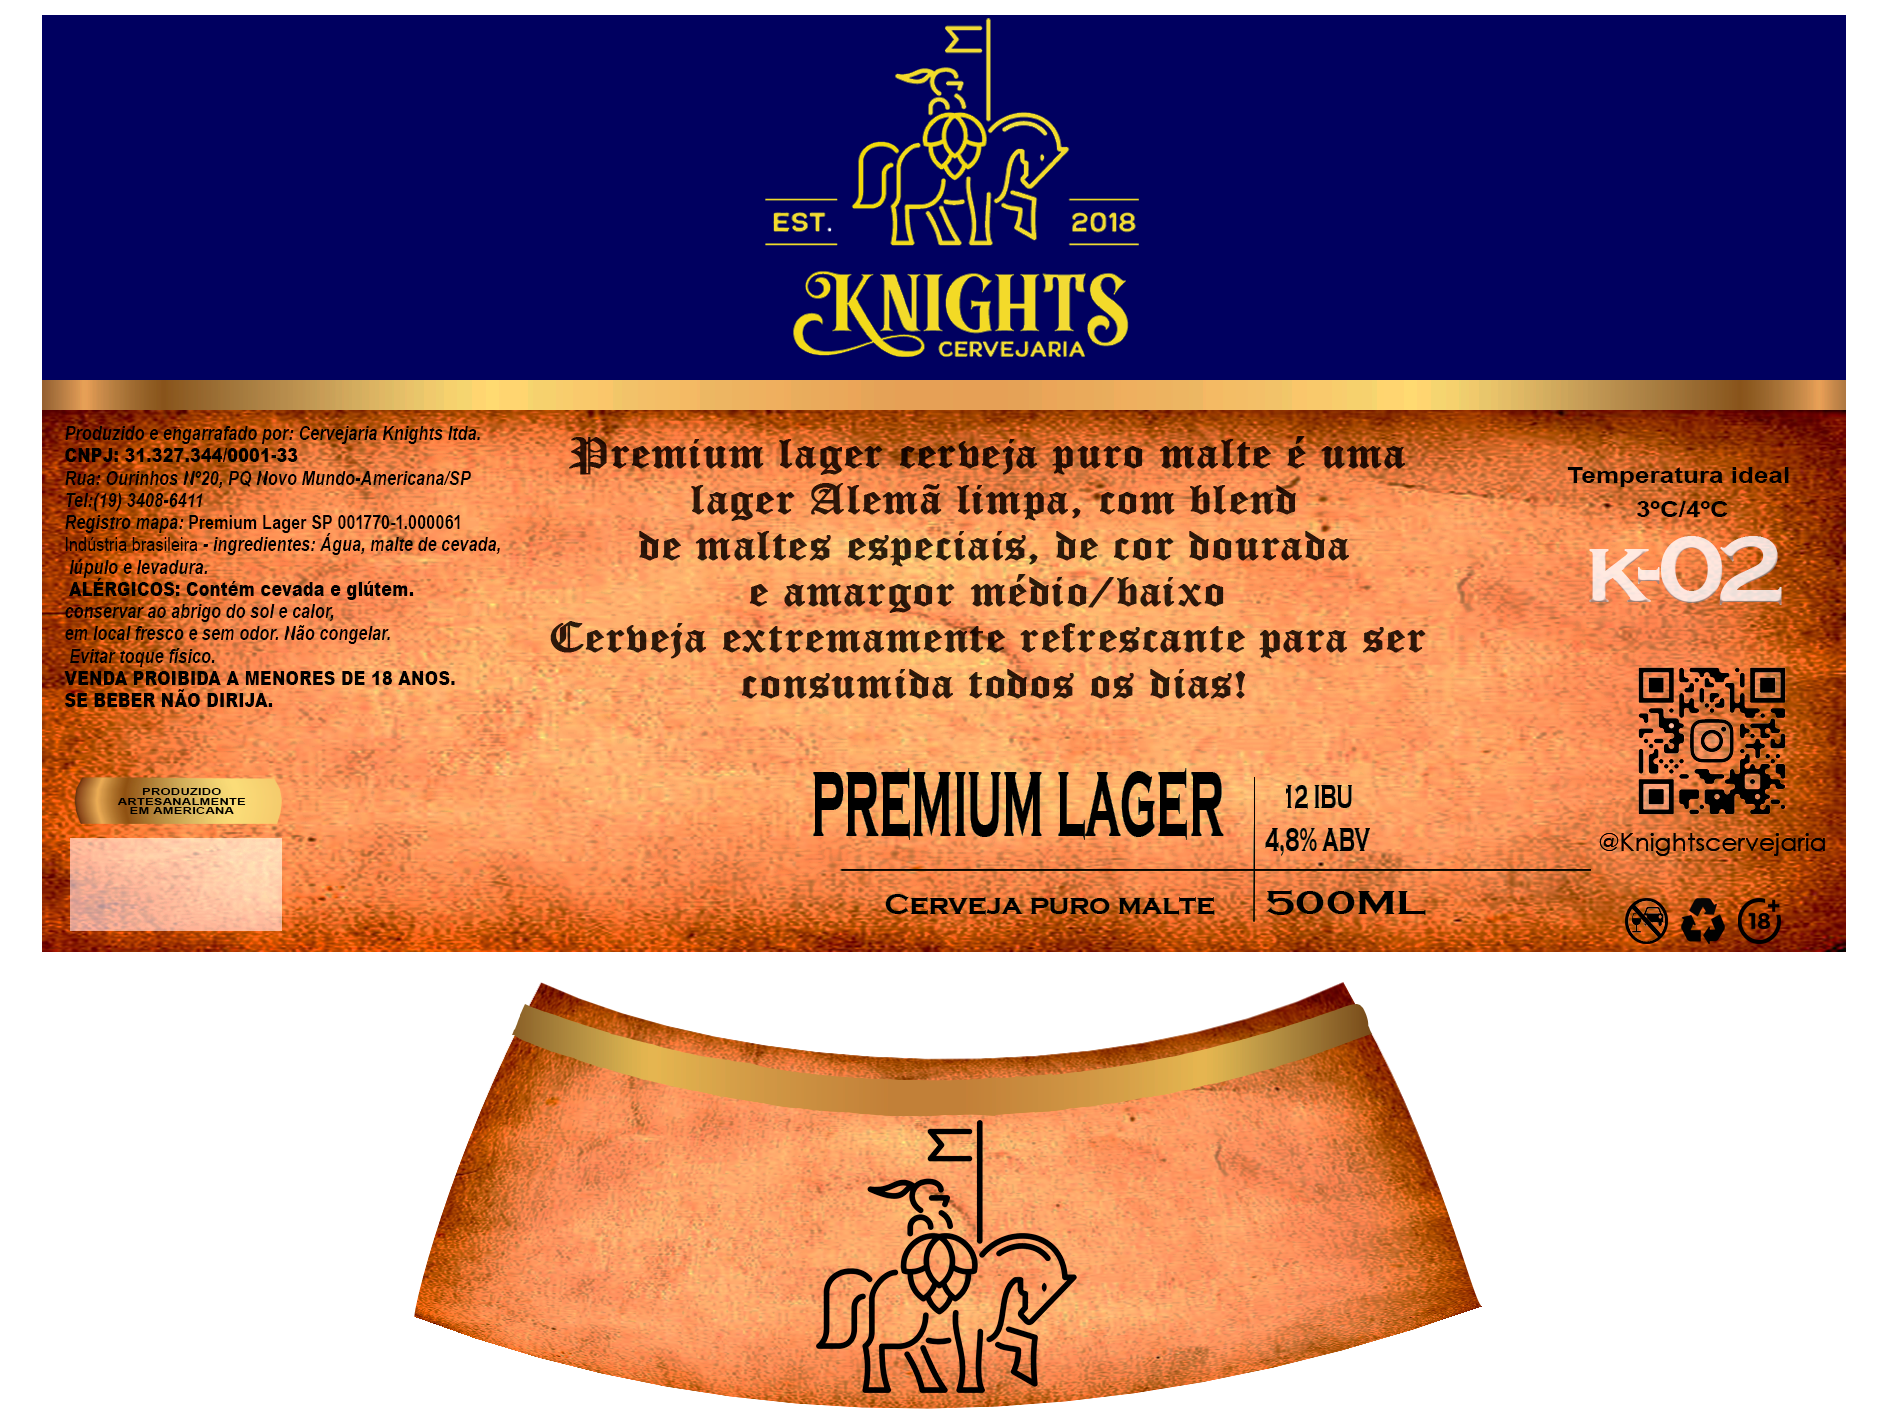 EST.
2018
KNIGHTS
CERVEJARIA
Produzido e engarrafado por: Cervejaria Knights ltda.
CNPJ: 31.327.344/0001-33
Rua: Ourinhos Nº20, PQ Novo Mundo-Americana/SP
Tel:(19) 3408-6411
Registro mapa: Premium Lager SP 001770-1.000061
Indústria brasileira - ingredientes: Água, malte de cevada,
lúpulo e levadura.
ALÉRGICOS: Contém cevada e glútem.
conservar ao abrigo do sol e calor,
em local fresco e sem odor. Não congelar.
Evitar toque físico.
VENDA PROIBIDA A MENORES DE 18 ANOS.
SE BEBER NÃO DIRIJA.
PRODUZIDO
ARTESANALMENTE
EM AMERICANA
Premium lager cerveja puro malte é uma
lager Alemã limpa, com blend
de maltes especiais, de cor dourada
e amargor médio/baixo
Cerveja extremamente refrescante para ser
consumida todos os dias!
PREMIUM LAGER
12 IBU
4,8% ABV
CERVEJA PURO MALTE
500ML
Temperatura ideal
3ºC/4ºC
K-02
@Knightscervejaria
18+